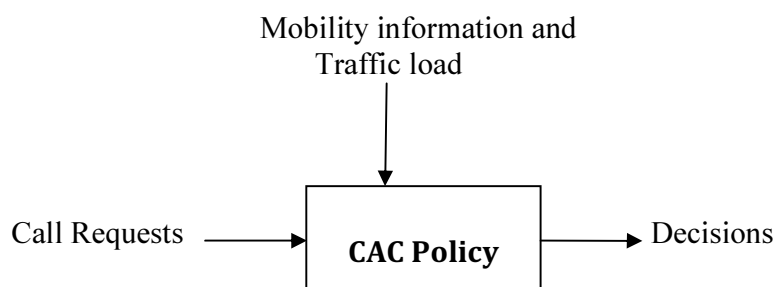 Mobility information and
Traffic load
Call Requests
CAC Policy
Decisions